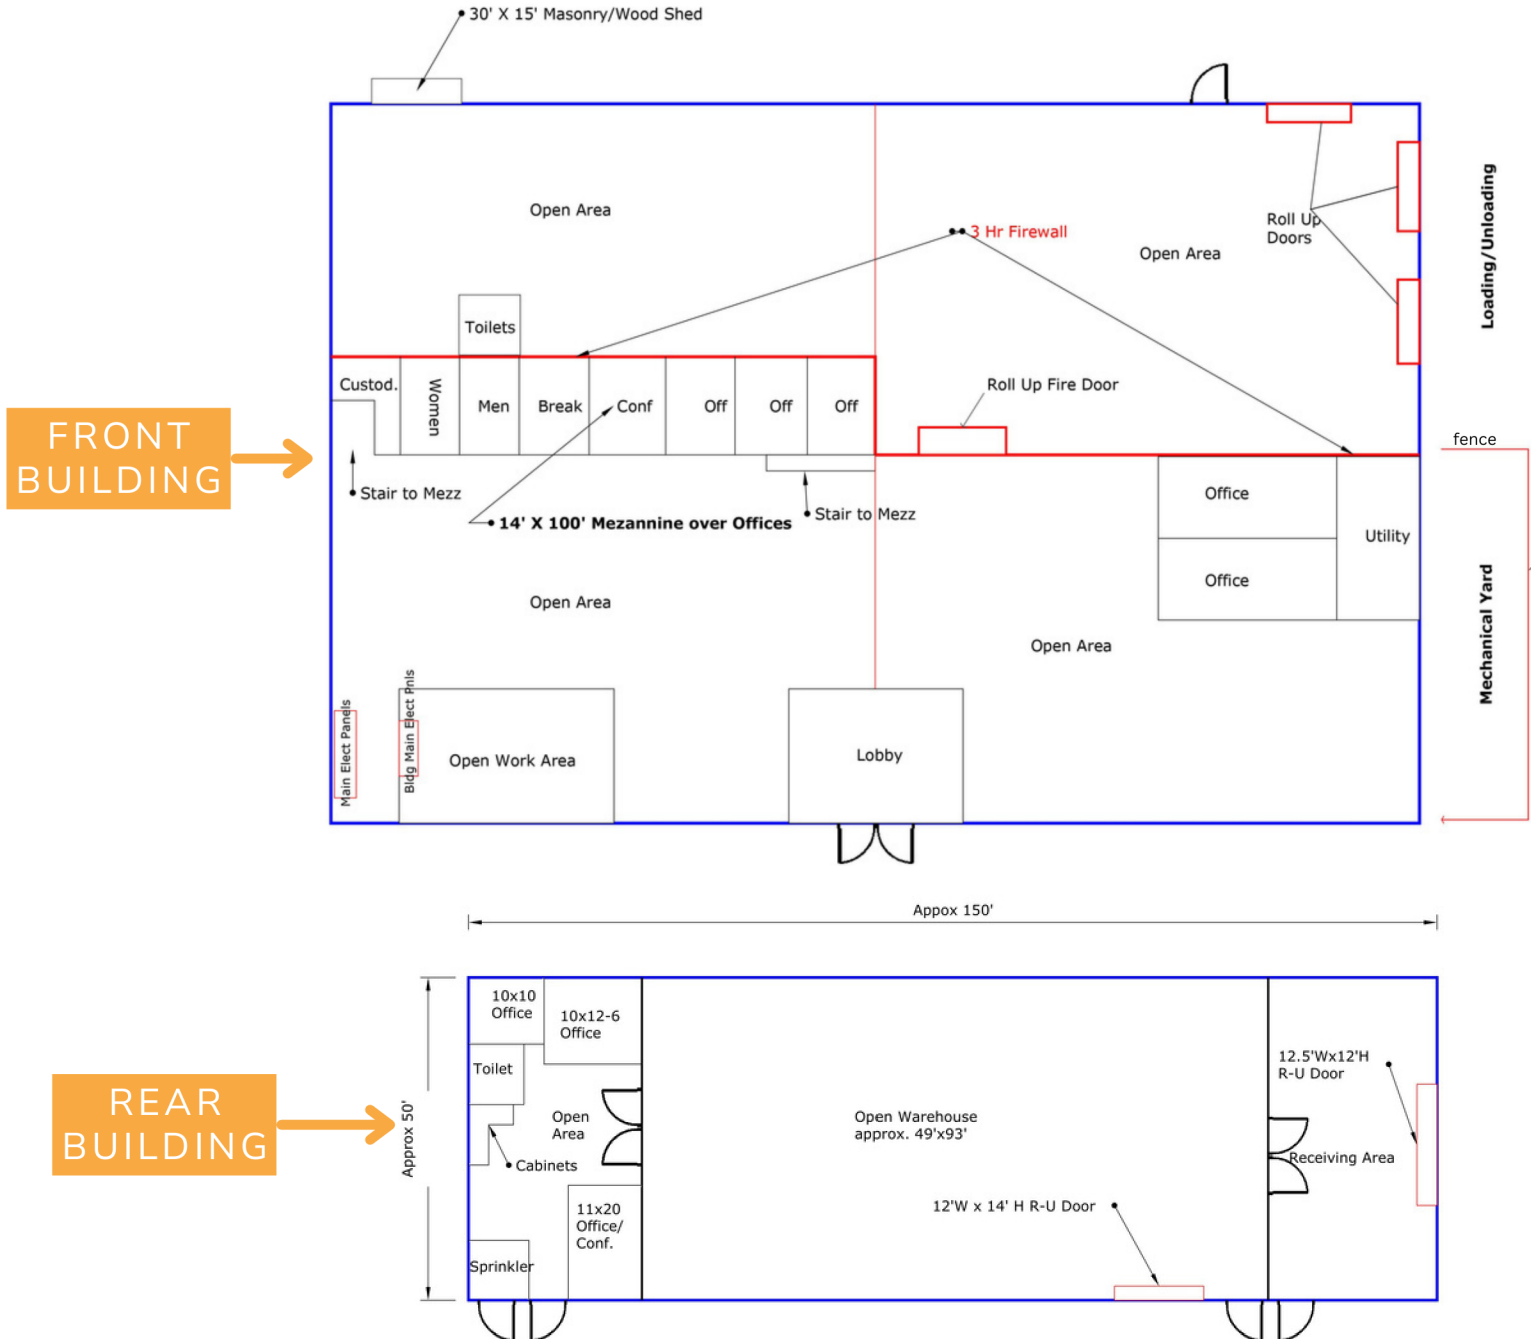 30' X 15' Masonry/Wood Shed
Open Area
3 Hr Firewall
Open Area
Roll Up
Doors
Loading/Unloading
Toilets
Custod.
Women
Men
Break
Conf
Off
Off
Off
Roll Up Fire Door
FRONT
BUILDING
fence
Stair to Mezz
14' X 100' Mezannine over Offices
Stair to Mezz
Office
Utility
Office
Open Area
Open Area
Mechanical Yard
Main Elect Panels
Bldg Main Elect Pnls
Open Work Area
Lobby
Appox 150'
10x10
Office
10x12-6
Office
Toilet
Approx 50'
REAR
BUILDING
Open
Area
Cabinets
Open Warehouse
approx. 49'x93'
12.5'Wx12'H
R-U Door
Receiving Area
12'W x 14' H R-U Door
11x20
Office/
Conf.
Sprinkler